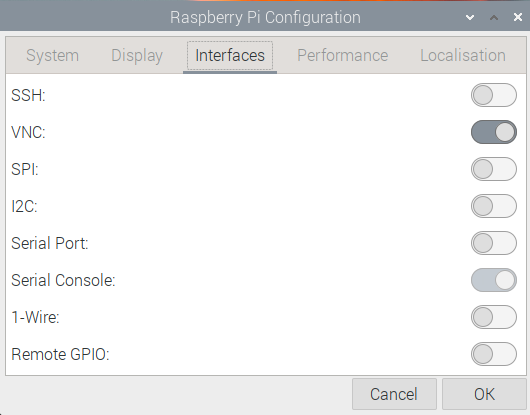 Raspberry Pi Configuration
System Display Interfaces Performance Localisation
SSH:
VNC:
SPI:
I2C:
Serial Port:
Serial Console:
1-Wire:
Remote GPIO:
Cancel OK